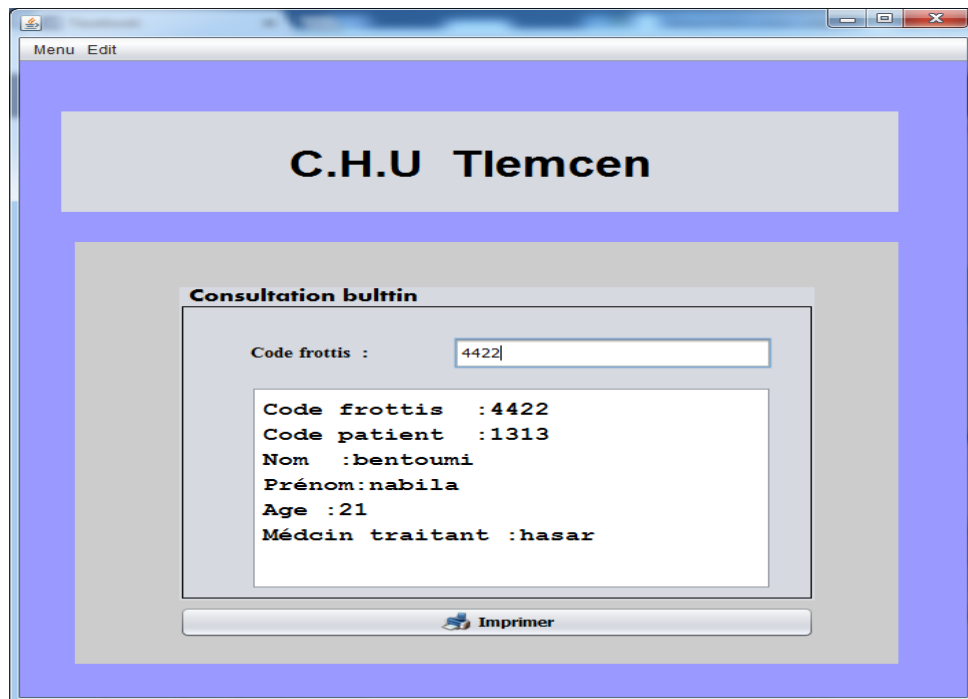 Menu Edit
C.H.U Tlemcen
Consultation bulttin
Code frottis :
4422
Code frottis :4422
Code patient :1313
Nom :bentoumi
Prénom:nabila
Age :21
Médcin traitant :hasar
Imprimer